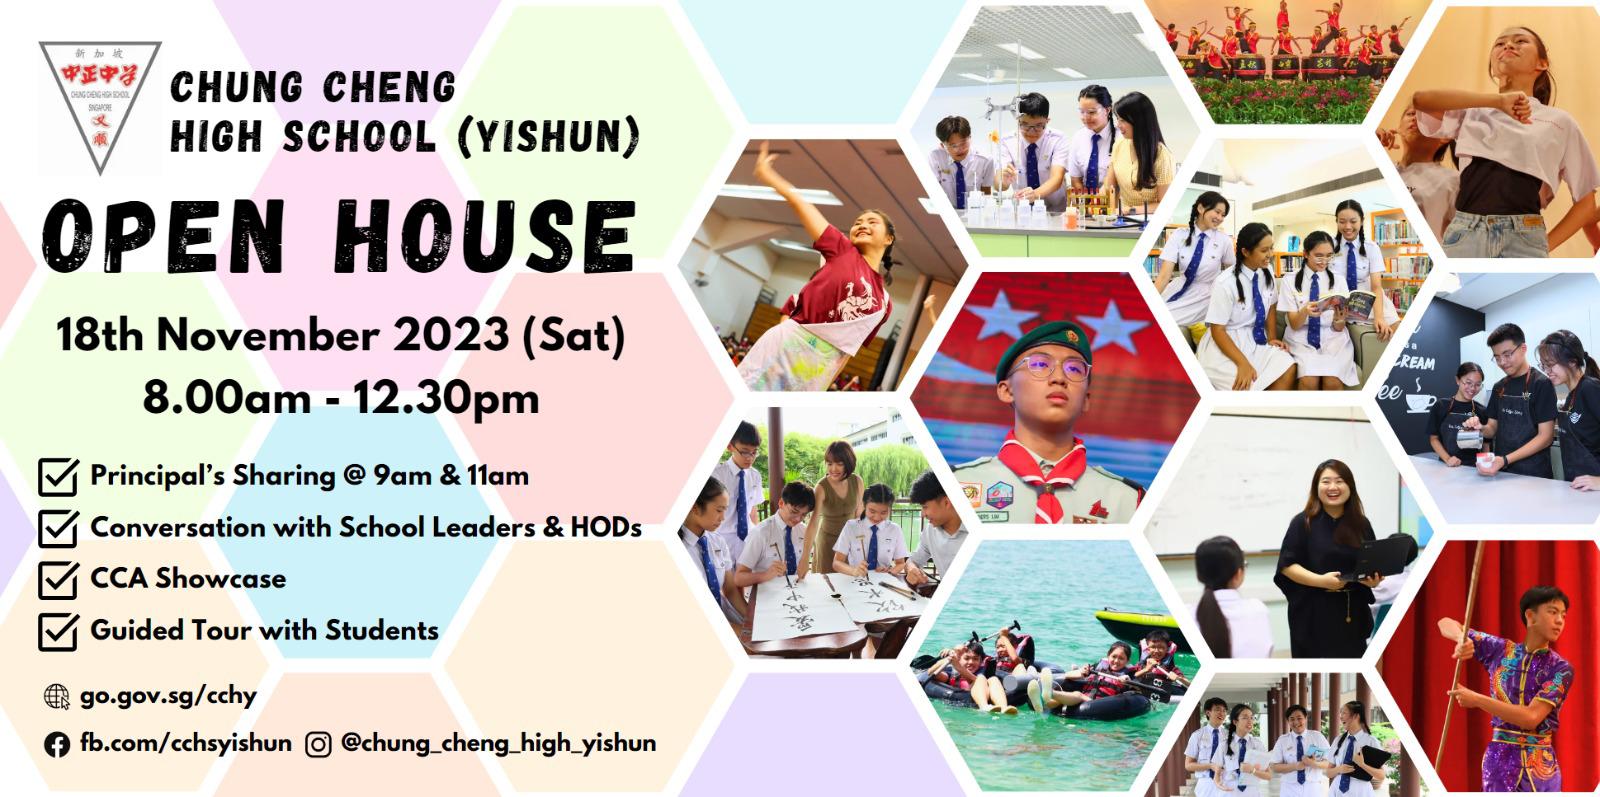 新加坡
中正中学
CHUNG CHENG HIGH SCHOOL
SINGAPORE
义
顺
CHUNG CHENG
HIGH SCHOOL (YISHUN)
OPEN HOUSE
18th November 2023 (Sat)
8.00am - 12.30pm
Principal's Sharing @ 9am & 11am
Conversation with School Leaders & HODs
CCA Showcase
Guided Tour with Students
go.gov.sg/cchy
fb.com/cchsyishun @chung_cheng_high_yishun